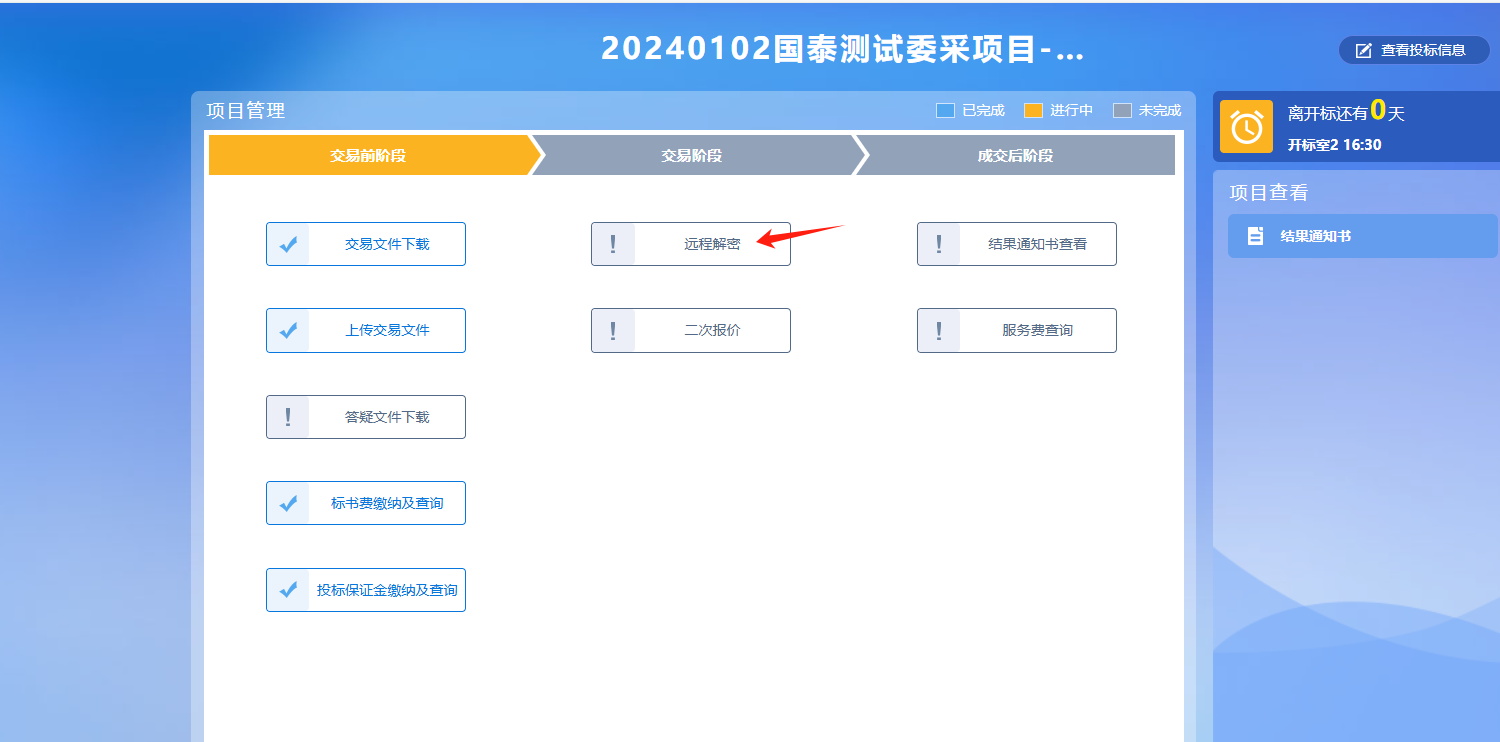 20240102国泰测试委采项目-...
查看投标信息
项目管理
已完成
进行中
未完成
交易前阶段
交易阶段
成交后阶段
交易文件下载
远程解密
结果通知书查看
上传交易文件
二次报价
服务费查询
答疑文件下载
标书费缴纳及查询
投标保证金缴纳及查询
离开标还有0天
开标室2 16:30
项目查看
结果通知书